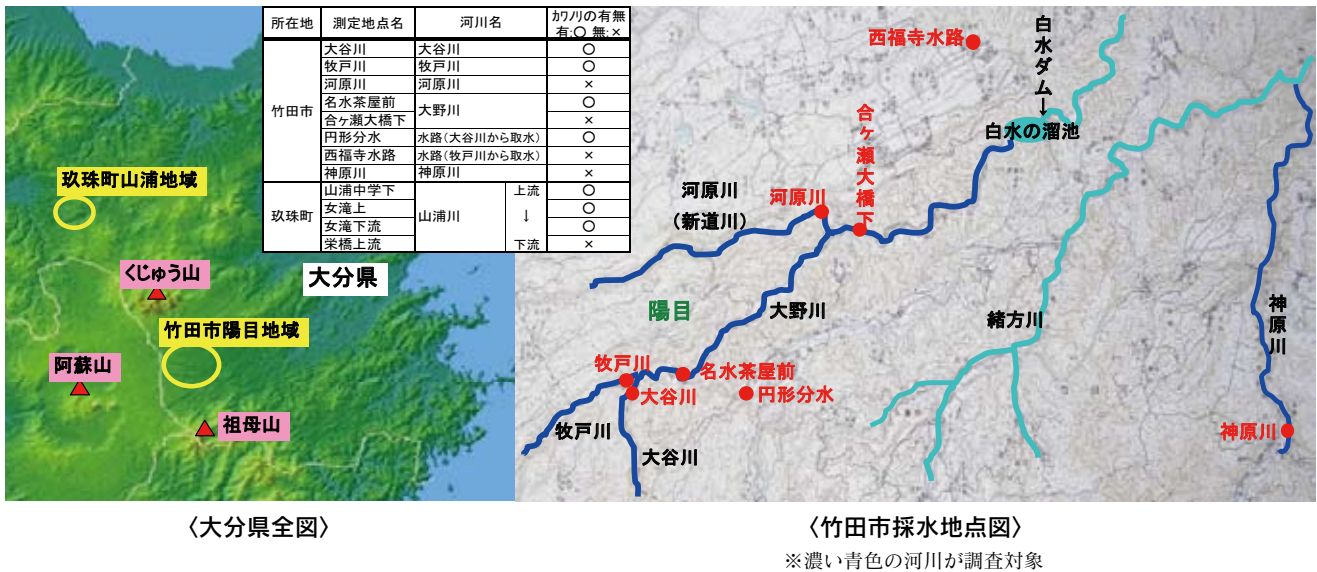 所在地 測定地点名 河川名 カワノリの有無 有:〇 無:×
竹田市
大谷川 大谷川 〇
牧戸川 牧戸川 〇
河原川 河原川 ×
名水茶屋前 大野川 〇
合ヶ瀬大橋下 ×
円形分水 水路(大谷川から取水) 〇
西福寺水路 水路(牧戸川から取水) ×
神原川 神原川 ×
玖珠町
山浦中学下 山浦川 上流 〇
女滝上 ↓ 〇
女滝下流 〇
栄橋上流 下流 ×
玖珠町山浦地域
くじゅう山
大分県
竹田市陽目地域
阿蘇山
祖母山
〈大分県全図〉
西福寺水路
白水ダム→
白水の溜池
合ヶ瀬大橋下
河原川
(新道川)
河原川
陽目
大野川
緒方川
神原川
牧戸川
名水茶屋前
大谷川
円形分水
牧戸川
大谷川
神原川
〈竹田市採水地点図〉
※濃い青色の河川が調査対象